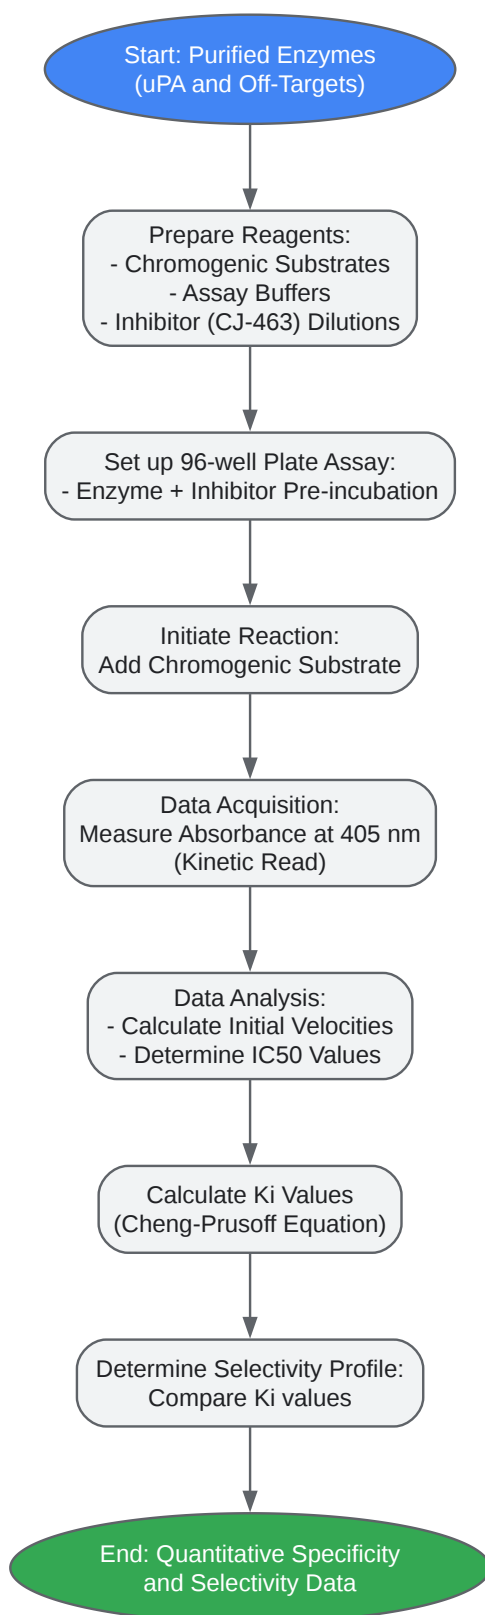 Start: Purified Enzymes
(uPA and Off-Targets)
Prepare Reagents:
- Chromogenic Substrates
- Assay Buffers
- Inhibitor (CJ-463) Dilutions
Set up 96-well Plate Assay:
- Enzyme + Inhibitor Pre-incubation
Initiate Reaction:
Add Chromogenic Substrate
Data Acquisition:
Measure Absorbance at 405 nm
(Kinetic Read)
Data Analysis:
- Calculate Initial Velocities
- Determine IC50 Values
Calculate Ki Values
(Cheng-Prusoff Equation)
Determine Selectivity Profile:
Compare Ki values
End: Quantitative Specificity
and Selectivity Data